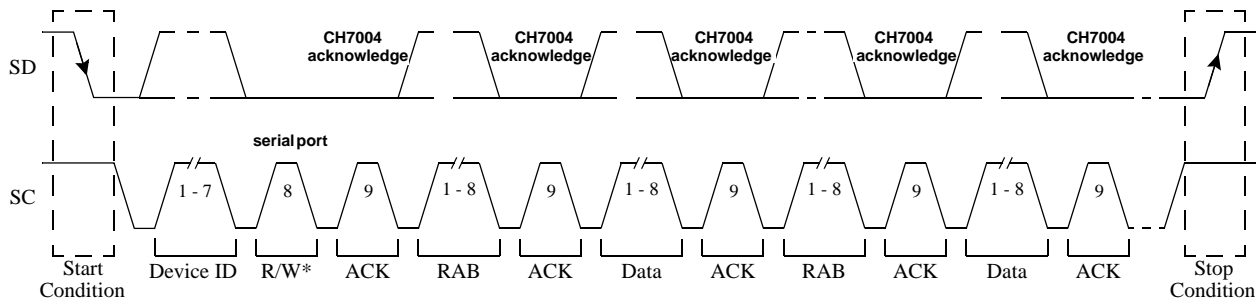 CH7004 CH7004 CH7004 CH7004 CH7004
acknowledge acknowledge acknowledge acknowledge acknowledge
SD
serial port
SC
1 - 7 8 9 1 - 8 9 1 - 8 9 1 - 8 9 1 - 8 9
Start Device ID R/W* ACK RAB ACK Data ACK RAB ACK Data ACK Stop
Condition Condition